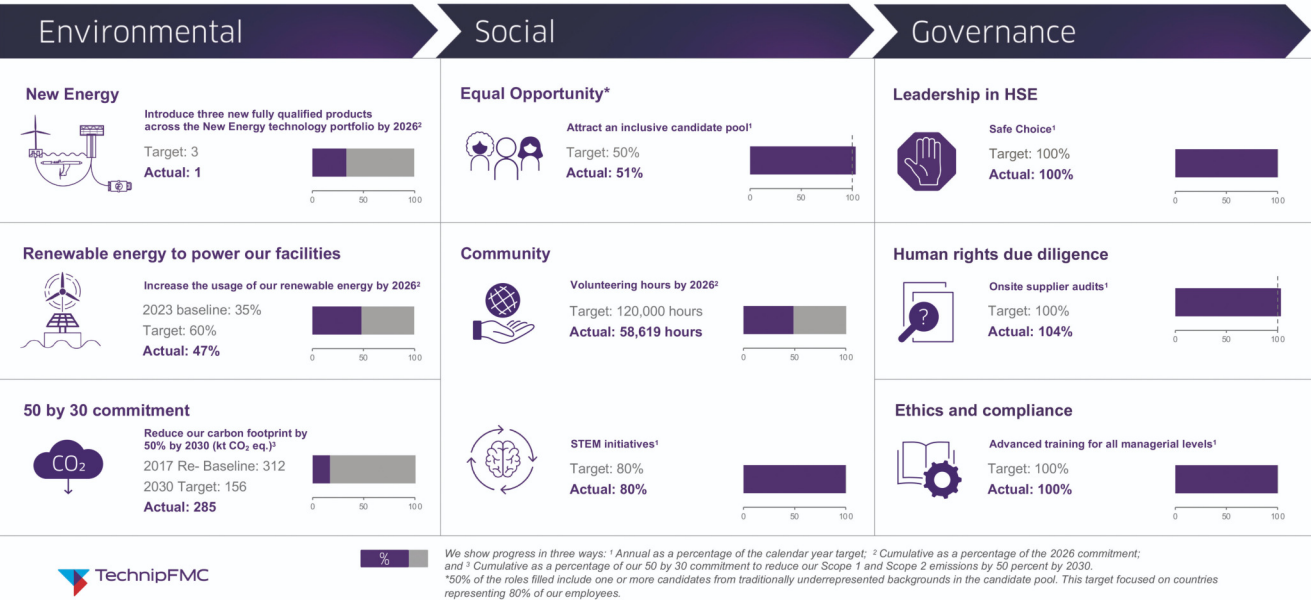 Environmental
Social
Governance
New Energy
Introduce three new fully qualified products
across the New Energy technology portfolio by 2026²
Target: 3
Actual: 1
0 50 100
Renewable energy to power our facilities
Increase the usage of our renewable energy by 2026²
2023 baseline: 35%
Target: 60%
Actual: 47%
0 50 100
50 by 30 commitment
CO₂
Reduce our carbon footprint by
50% by 2030 (kt CO₂ eq.)³
2017 Re- Baseline: 312
2030 Target: 156
Actual: 285
0 50 100
Equal Opportunity*
Attract an inclusive candidate pool¹
Target: 50%
Actual: 51%
0 50 100
Community
Volunteering hours by 2026²
Target: 120,000 hours
Actual: 58,619 hours
0 50 100
STEM initiatives¹
Target: 80%
Actual: 80%
0 50 100
Leadership in HSE
Safe Choice¹
Target: 100%
Actual: 100%
0 50 100
Human rights due diligence
?
Onsite supplier audits¹
Target: 100%
Actual: 104%
0 50 100
Ethics and compliance
Advanced training for all managerial levels¹
Target: 100%
Actual: 100%
0 50 100
TechnipFMC
%
We show progress in three ways: ¹ Annual as a percentage of the calendar year target; ² Cumulative as a percentage of the 2026 commitment;
and ³ Cumulative as a percentage of our 50 by 30 commitment to reduce our Scope 1 and Scope 2 emissions by 50 percent by 2030.
*50% of the roles filled include one or more candidates from traditionally underrepresented backgrounds in the candidate pool. This target focused on countries
representing 80% of our employees.